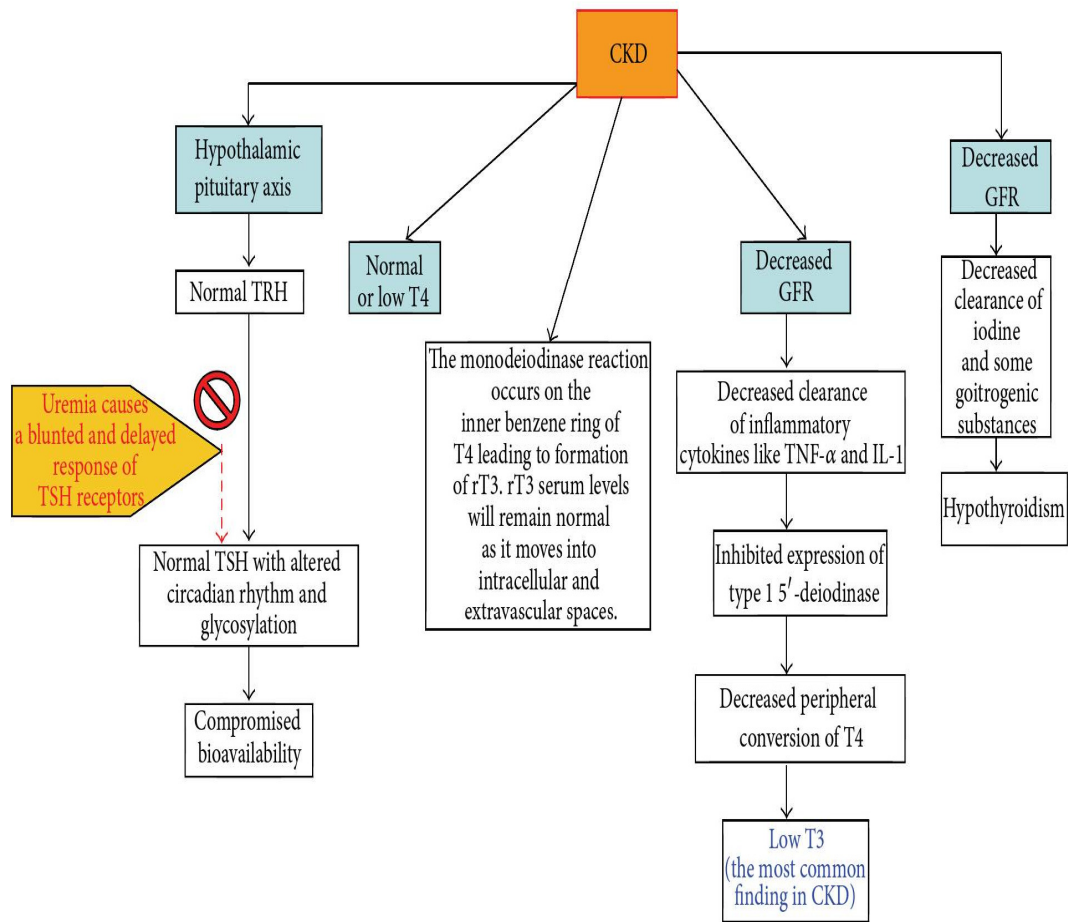 CKD
Hypothalamic
pituitary axis
Normal TRH
Uremia causes
a blunted and delayed
response of
TSH receptors
Normal TSH with altered
circadian rhythm and
glycosylation
Compromised
bioavailability
Normal
or low T4
The monodeiodinase reaction
occurs on the
inner benzene ring of
T4 leading to formation
of rT3. rT3 serum levels
will remain normal
as it moves into
intracellular and
extravascular spaces.
Decreased
GFR
Decreased clearance
of inflammatory
cytokines like TNF-α and IL-1
Inhibited expression of
type 1 5′-deiodinase
Decreased peripheral
conversion of T4
Low T3
(the most common
finding in CKD)
Decreased
GFR
Decreased
clearance of
iodine
and some
goitrogenic
substances
Hypothyroidism